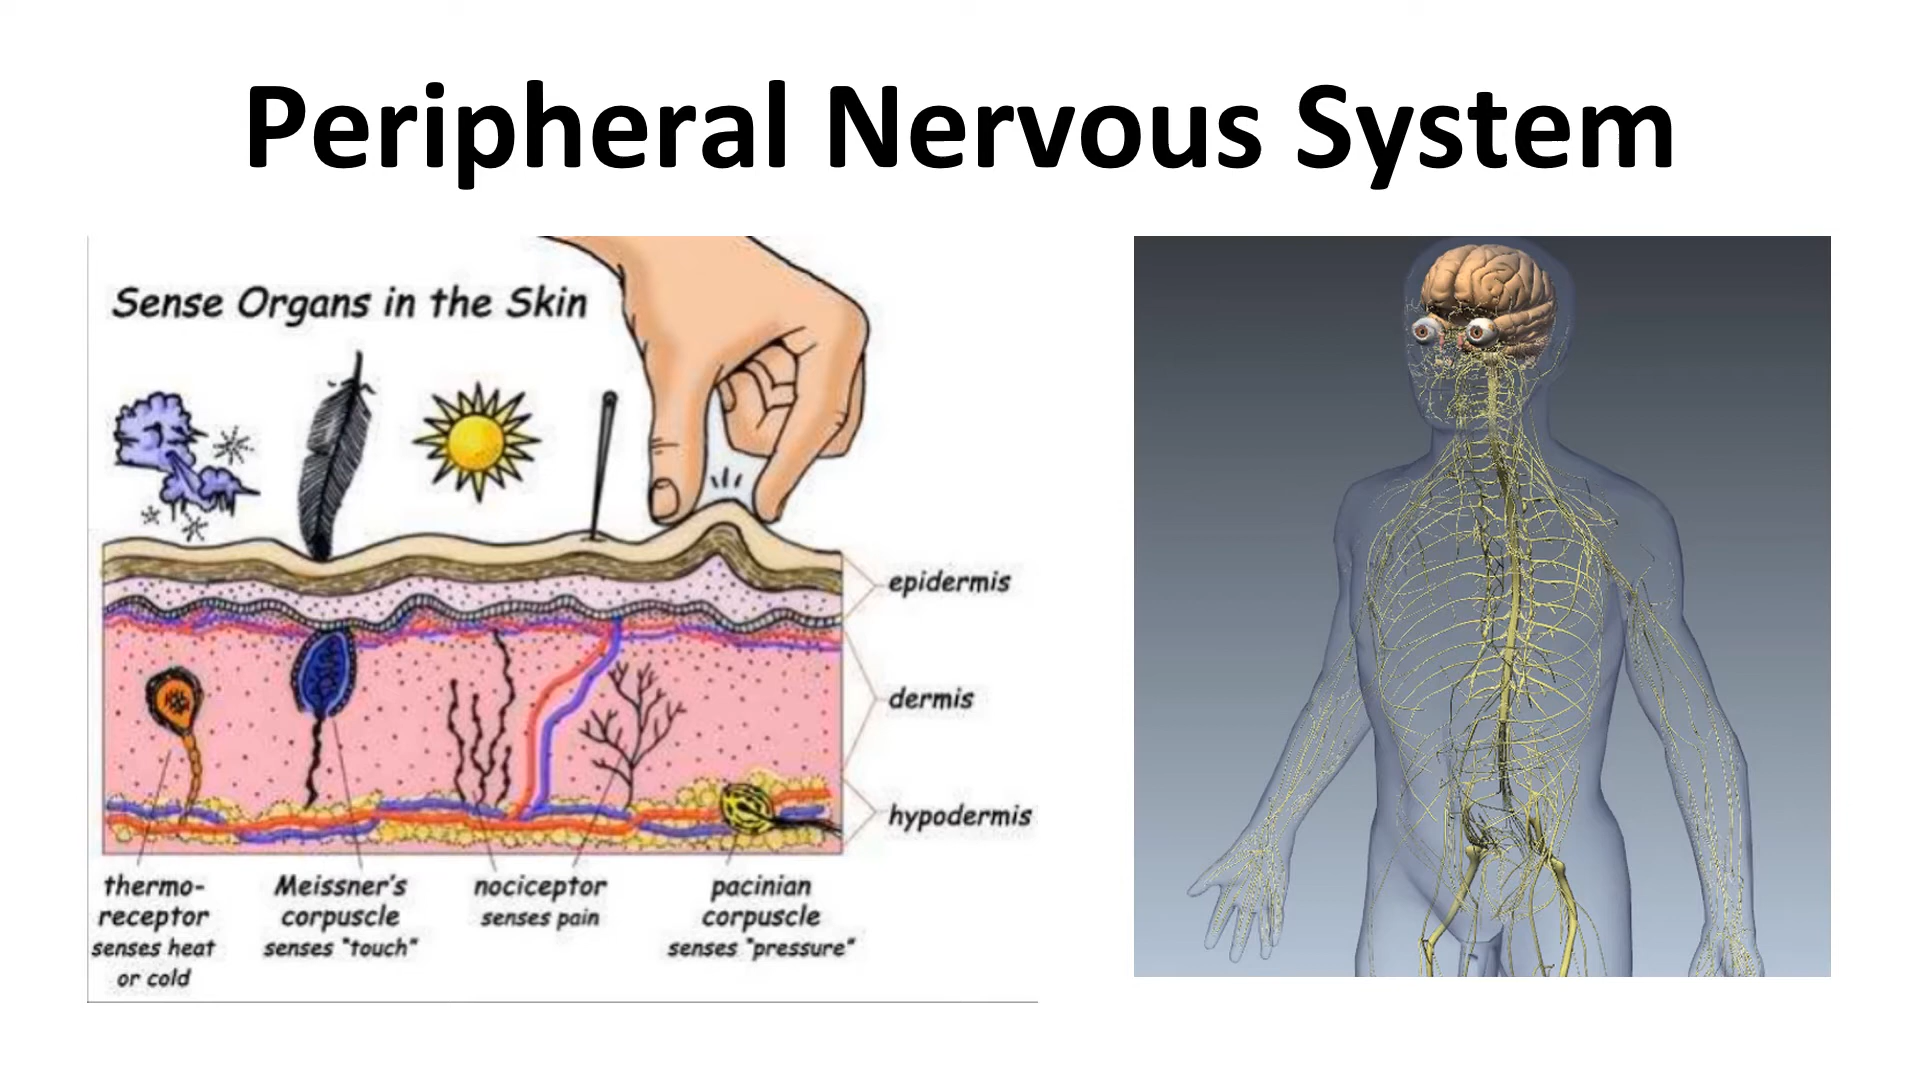 Peripheral Nervous System
Sense Organs in the Skin
epidermis
dermis
hypodermis
thermo-
receptor
senses heat
or cold
Meissner's
corpuscle
senses "touch"
nociceptor
senses pain
pacinian
corpuscle
senses "pressure"